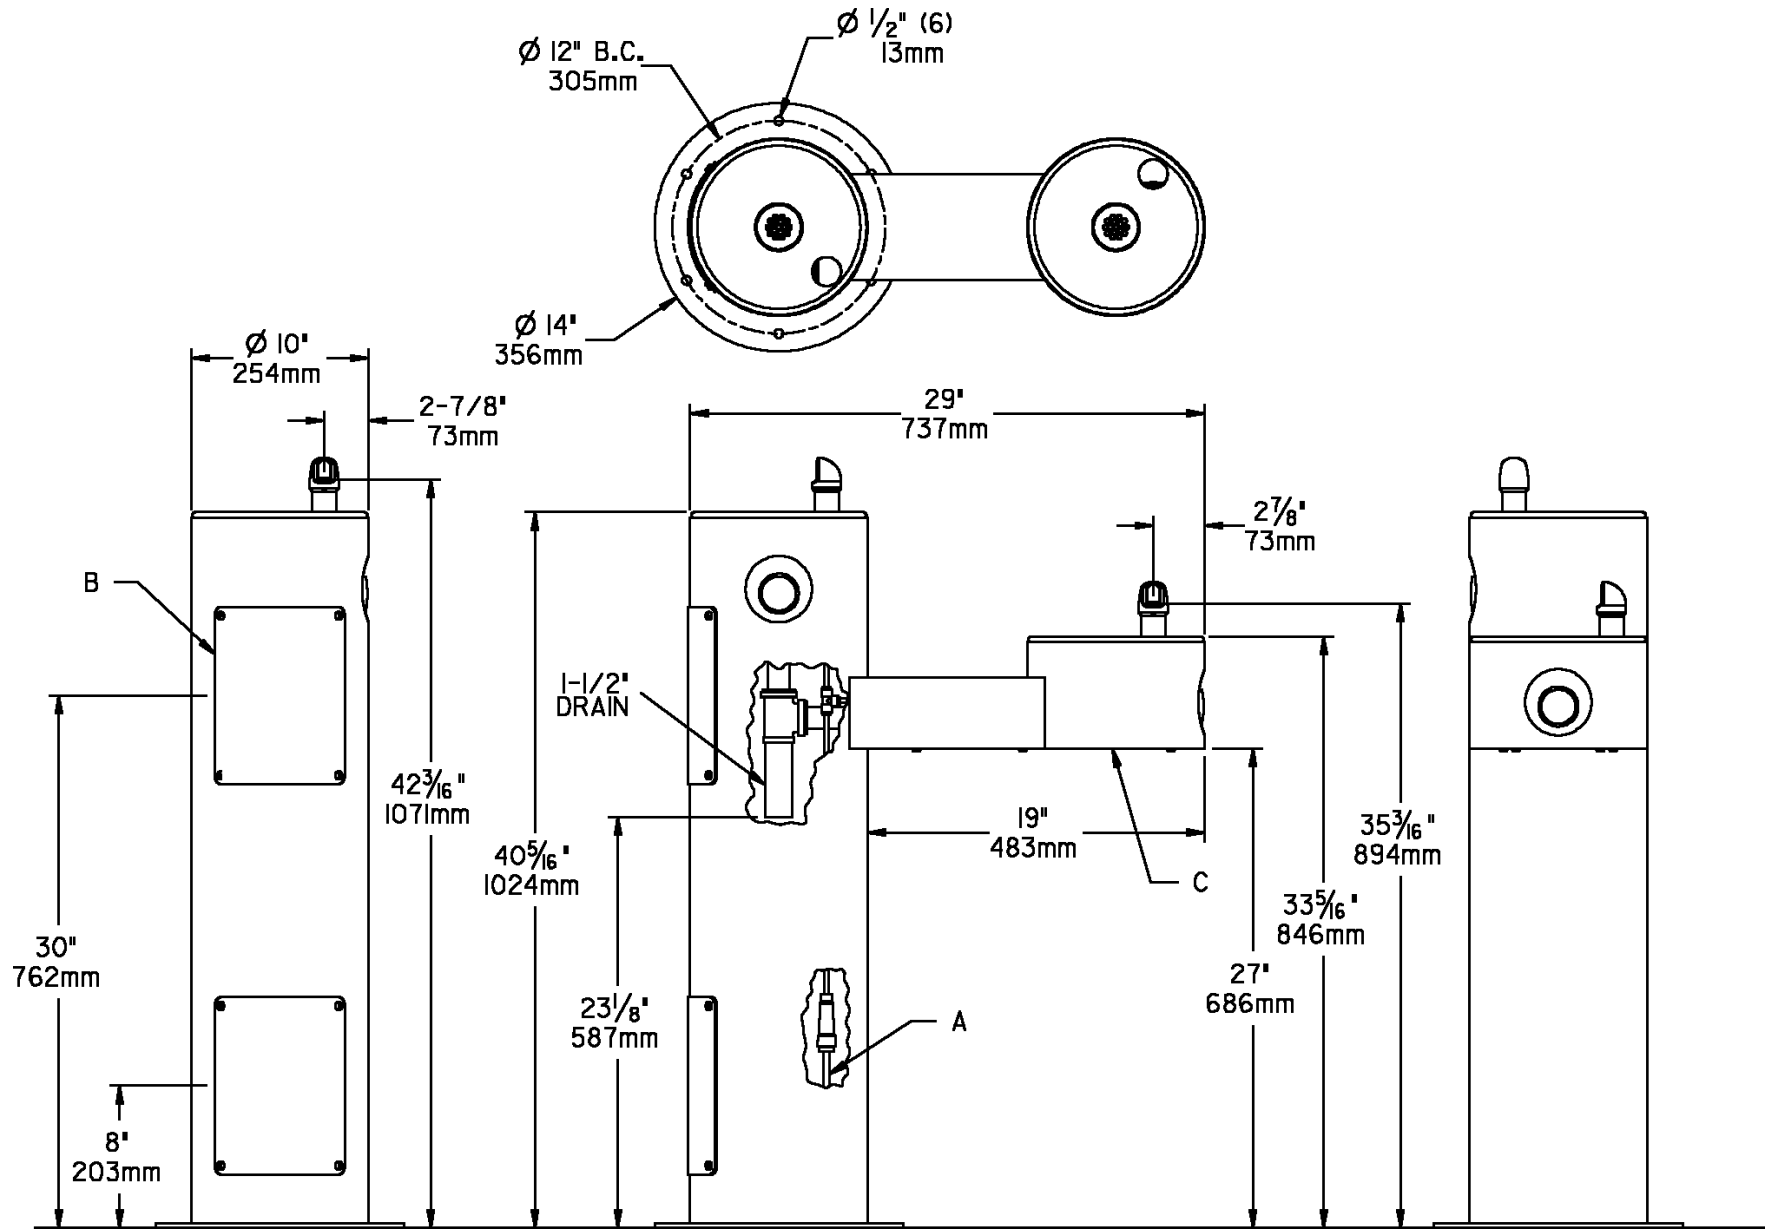 Ø 1/2" (6)
13mm
Ø 12" B.C.
305mm
Ø 14"
356mm
Ø 10"
254mm
2-7/8"
73mm
29"
737mm
2 7/8"
73mm
B
1-1/2"
DRAIN
42 3/16"
1071mm
19"
483mm
35 3/16"
894mm
40 5/16"
1024mm
C
33 5/16"
846mm
30"
762mm
27"
686mm
23 1/8"
587mm
A
8"
203mm